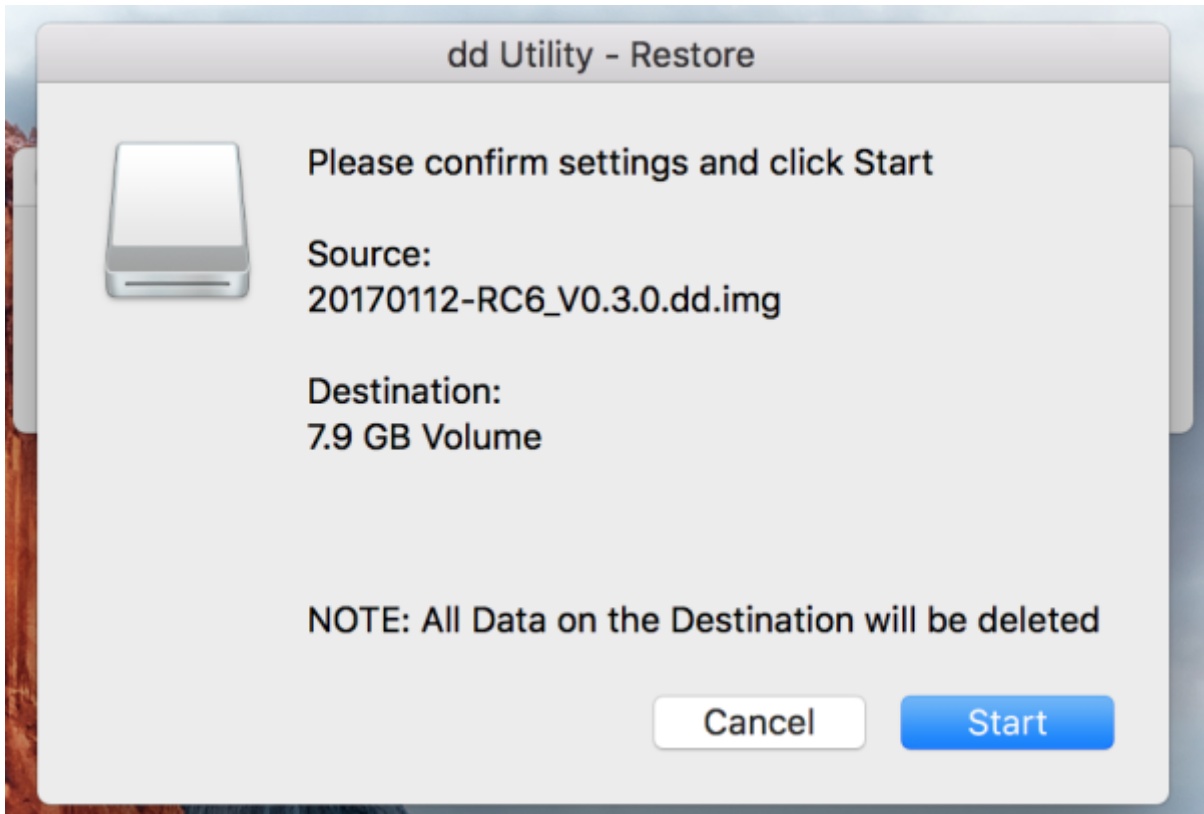 dd Utility - Restore
Please confirm settings and click Start
Source:
20170112-RC6_V0.3.0.dd.img
Destination:
7.9 GB Volume
NOTE: All Data on the Destination will be deleted
Cancel
Start